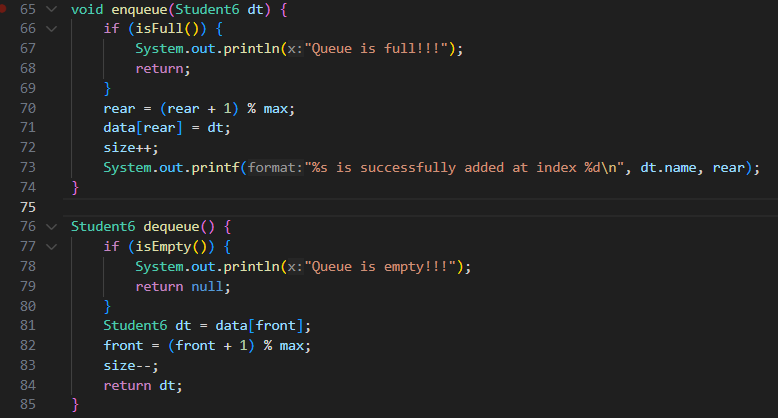 65 void enqueue(Student6 dt) {
66     if (isFull()) {
67         System.out.println(x:"Queue is full!!!");
68         return;
69     }
70     rear = (rear + 1) % max;
71     data[rear] = dt;
72     size++;
73     System.out.printf(format:"%s is successfully added at index %d\n", dt.name, rear);
74 }
75
76 Student6 dequeue() {
77     if (isEmpty()) {
78         System.out.println(x:"Queue is empty!!!");
79         return null;
80     }
81     Student6 dt = data[front];
82     front = (front + 1) % max;
83     size--;
84     return dt;
85 }